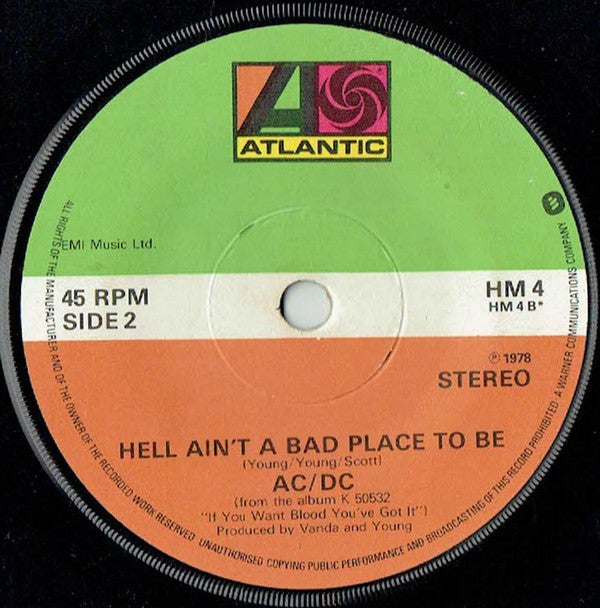 ATLANTIC
EMI Music Ltd.
45 RPM
SIDE 2
HM 4
HM 4 B*
℗ 1978
STEREO
HELL AIN'T A BAD PLACE TO BE
(Young/Young/Scott)
AC/DC
(from the album K 50532
"If You Want Blood You've Got It")
Produced by Vanda and Young
ALL RIGHTS OF THE MANUFACTURER AND OF THE OWNER OF THE RECORDED WORK RESERVED UNAUTHORISED COPYING PUBLIC PERFORMANCE AND BROADCASTING OF THIS RECORD PROHIBITED · A WARNER COMMUNICATIONS COMPANY